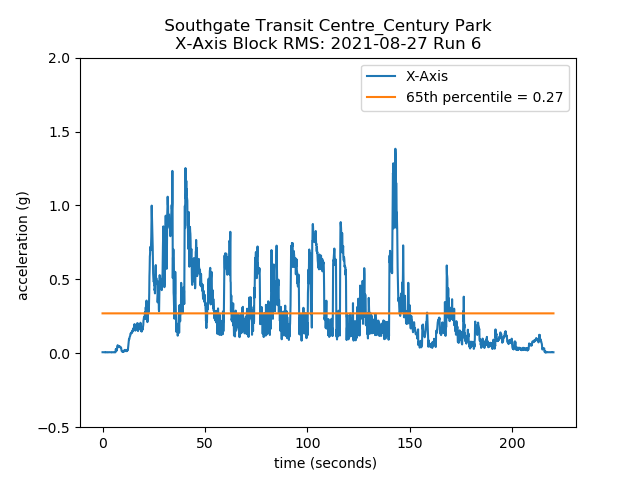 Southgate Transit Centre_Century Park
X-Axis Block RMS: 2021-08-27 Run 6
2.0
1.5
1.0
0.5
0.0
−0.5
acceleration (g)
X-Axis
65th percentile = 0.27
0 50 100 150 200
time (seconds)